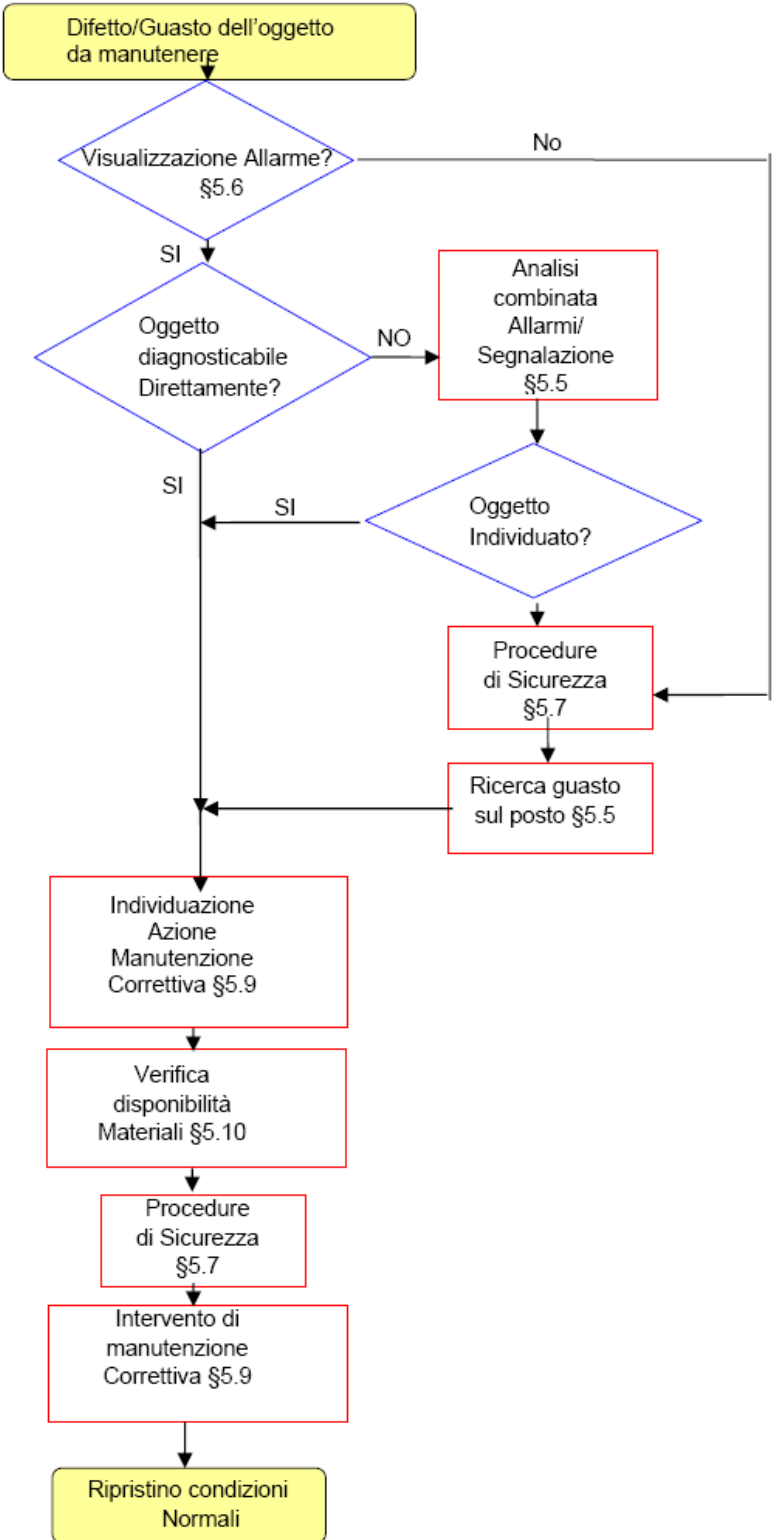 Difetto/Guasto dell'oggetto
da manutenere
Visualizzazione Allarme?
§5.6
No
SI
Oggetto
diagnosticabile
Direttamente?
NO
Analisi
combinata
Allarmi/
Segnalazione
§5.5
SI
SI
Oggetto
Individuato?
Procedure
di Sicurezza
§5.7
Ricerca guasto
sul posto §5.5
Individuazione
Azione
Manutenzione
Correttiva §5.9
Verifica
disponibilità
Materiali §5.10
Procedure
di Sicurezza
§5.7
Intervento di
manutenzione
Correttiva §5.9
Ripristino condizioni
Normali